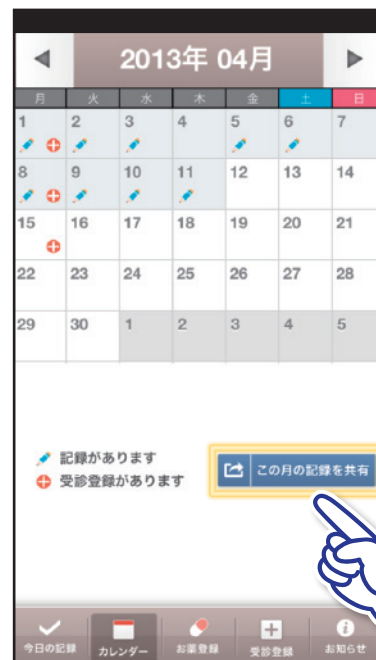 2013年 04月
月 火 水 木 金 土 日
1 2 3 4 5 6 7
8 9 10 11 12 13 14
15 16 17 18 19 20 21
22 23 24 25 26 27 28
29 30 1 2 3 4 5
記録があります
受診登録があります
この月の記録を共有
今日の記録 カレンダー お薬登録 受診登録 お知らせ